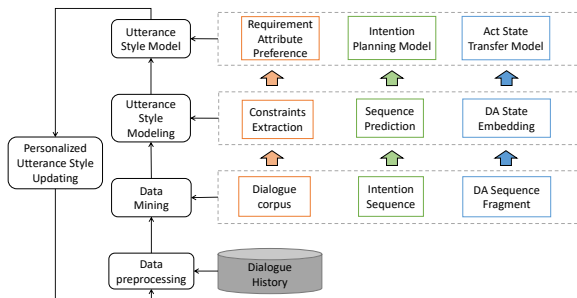 Utterance
Style Model
Requirement
Attribute
Preference
Intention
Planning Model
Act State
Transfer Model
Utterance
Style
Modeling
Constraints
Extraction
Sequence
Prediction
DA State
Embedding
Personalized
Utterance Style
Updating
Data
Mining
Dialogue
corpus
Intention
Sequence
DA Sequence
Fragment
Data
preprocessing
Dialogue
History